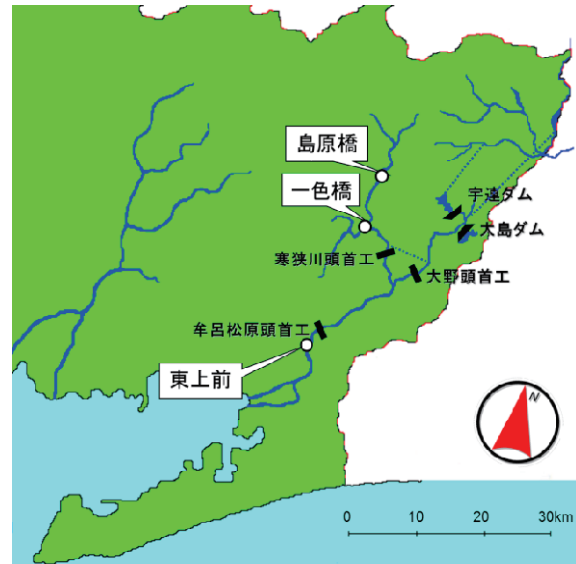 島原橋
一色橋
宇連ダム
大島ダム
寒狭川頭首工
大野頭首工
牟呂松原頭首工
東上前
N
0 10 20 30km